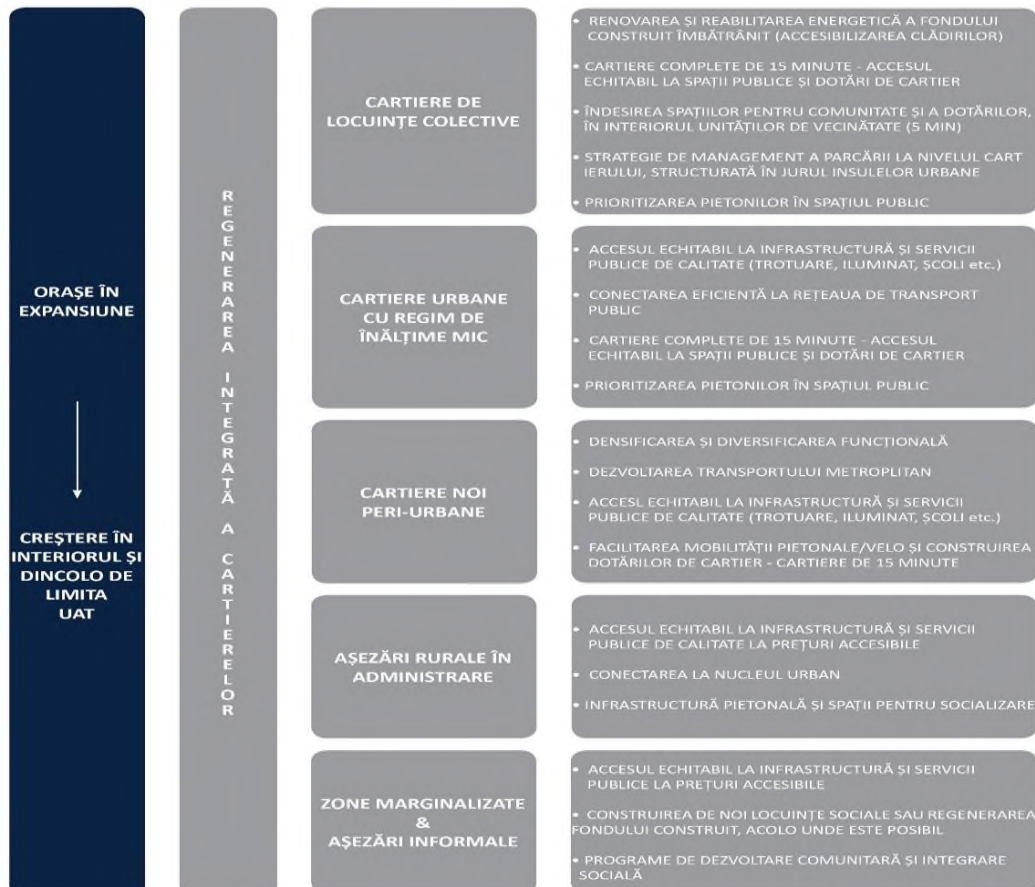 ORAȘE ÎN
EXPANSIUNE
CREȘTERE ÎN
INTERIORUL ȘI
DINCOLO DE
LIMITA
UAT
REGENERAREA INTEGRATĂ A CARTIERELOR
CARTIERE DE
LOCUINȚE COLECTIVE
• RENOVAREA ȘI REABILITAREA ENERGETICĂ A FONDULUI
CONSTRUIT ÎMBĂTRÂNIT (ACCESIBILIZAREA CLĂDIRILOR)
• CARTIERE COMPLETE DE 15 MINUTE - ACCESUL
ECHITABIL LA SPAȚII PUBLICE ȘI DOTĂRI DE CARTIER
• ÎNDESIREA SPAȚIILOR PENTRU COMUNITATE ȘI A DOTĂRILOR,
ÎN INTERIORUL UNITĂȚILOR DE VECINĂTATE (5 MIN)
• STRATEGIE DE MANAGEMENT A PARCĂRII LA NIVELUL CART
IERULUI, STRUCTURATĂ ÎN JURUL INSULELOR URBANE
• PRIORITIZAREA PIETONILOR ÎN SPAȚIUL PUBLIC
CARTIERE URBANE
CU REGIM DE
ÎNĂLȚIME MIC
• ACCESUL ECHITABIL LA INFRASTRUCTURĂ ȘI SERVICII
PUBLICE DE CALITATE (TROTUARE, ILUMINAT, ȘCOLI etc.)
• CONECTAREA EFICIENTĂ LA REȚEAUA DE TRANSPORT
PUBLIC
• CARTIERE COMPLETE DE 15 MINUTE - ACCESUL
ECHITABIL LA SPAȚII PUBLICE ȘI DOTĂRI DE CARTIER
• PRIORITIZAREA PIETONILOR ÎN SPAȚIUL PUBLIC
CARTIERE NOI
PERI-URBANE
• DENSIFICAREA ȘI DIVERSIFICAREA FUNCȚIONALĂ
• DEZVOLTAREA TRANSPORTULUI METROPLITAN
• ACCESL ECHITABIL LA INFRASTRUCTURĂ ȘI SERVICII
PUBLICE DE CALITATE (TROTUARE, ILUMINAT, ȘCOLI etc.)
• FACILITAREA MOBILITĂȚII PIETONALE/VELO ȘI CONSTRUIREA
DOTĂRILOR DE CARTIER - CARTIERE DE 15 MINUTE
AȘEZĂRI RURALE ÎN
ADMINISTRARE
• ACCESUL ECHITABIL LA INFRASTRUCTURĂ ȘI SERVICII
PUBLICE DE CALITATE LA PREȚURI ACCESIBILE
• CONECTAREA LA NUCLEUL URBAN
• INFRASTRUCTURĂ PIETONALĂ ȘI SPAȚII PENTRU SOCIALIZARE
ZONE MARGINALIZATE
&
AȘEZĂRI INFORMALE
• ACCESUL ECHITABIL LA INFRASTRUCTURĂ ȘI SERVICII
PUBLICE LA PREȚURI ACCESIBILE
• CONSTRUIREA DE NOI LOCUINȚE SOCIALE SAU REGENERAREA
FONDULUI CONSTRUIT, ACOLO UNDE ESTE POSIBIL
• PROGRAME DE DEZVOLTARE COMUNITARĂ ȘI INTEGRARE
SOCIALĂ